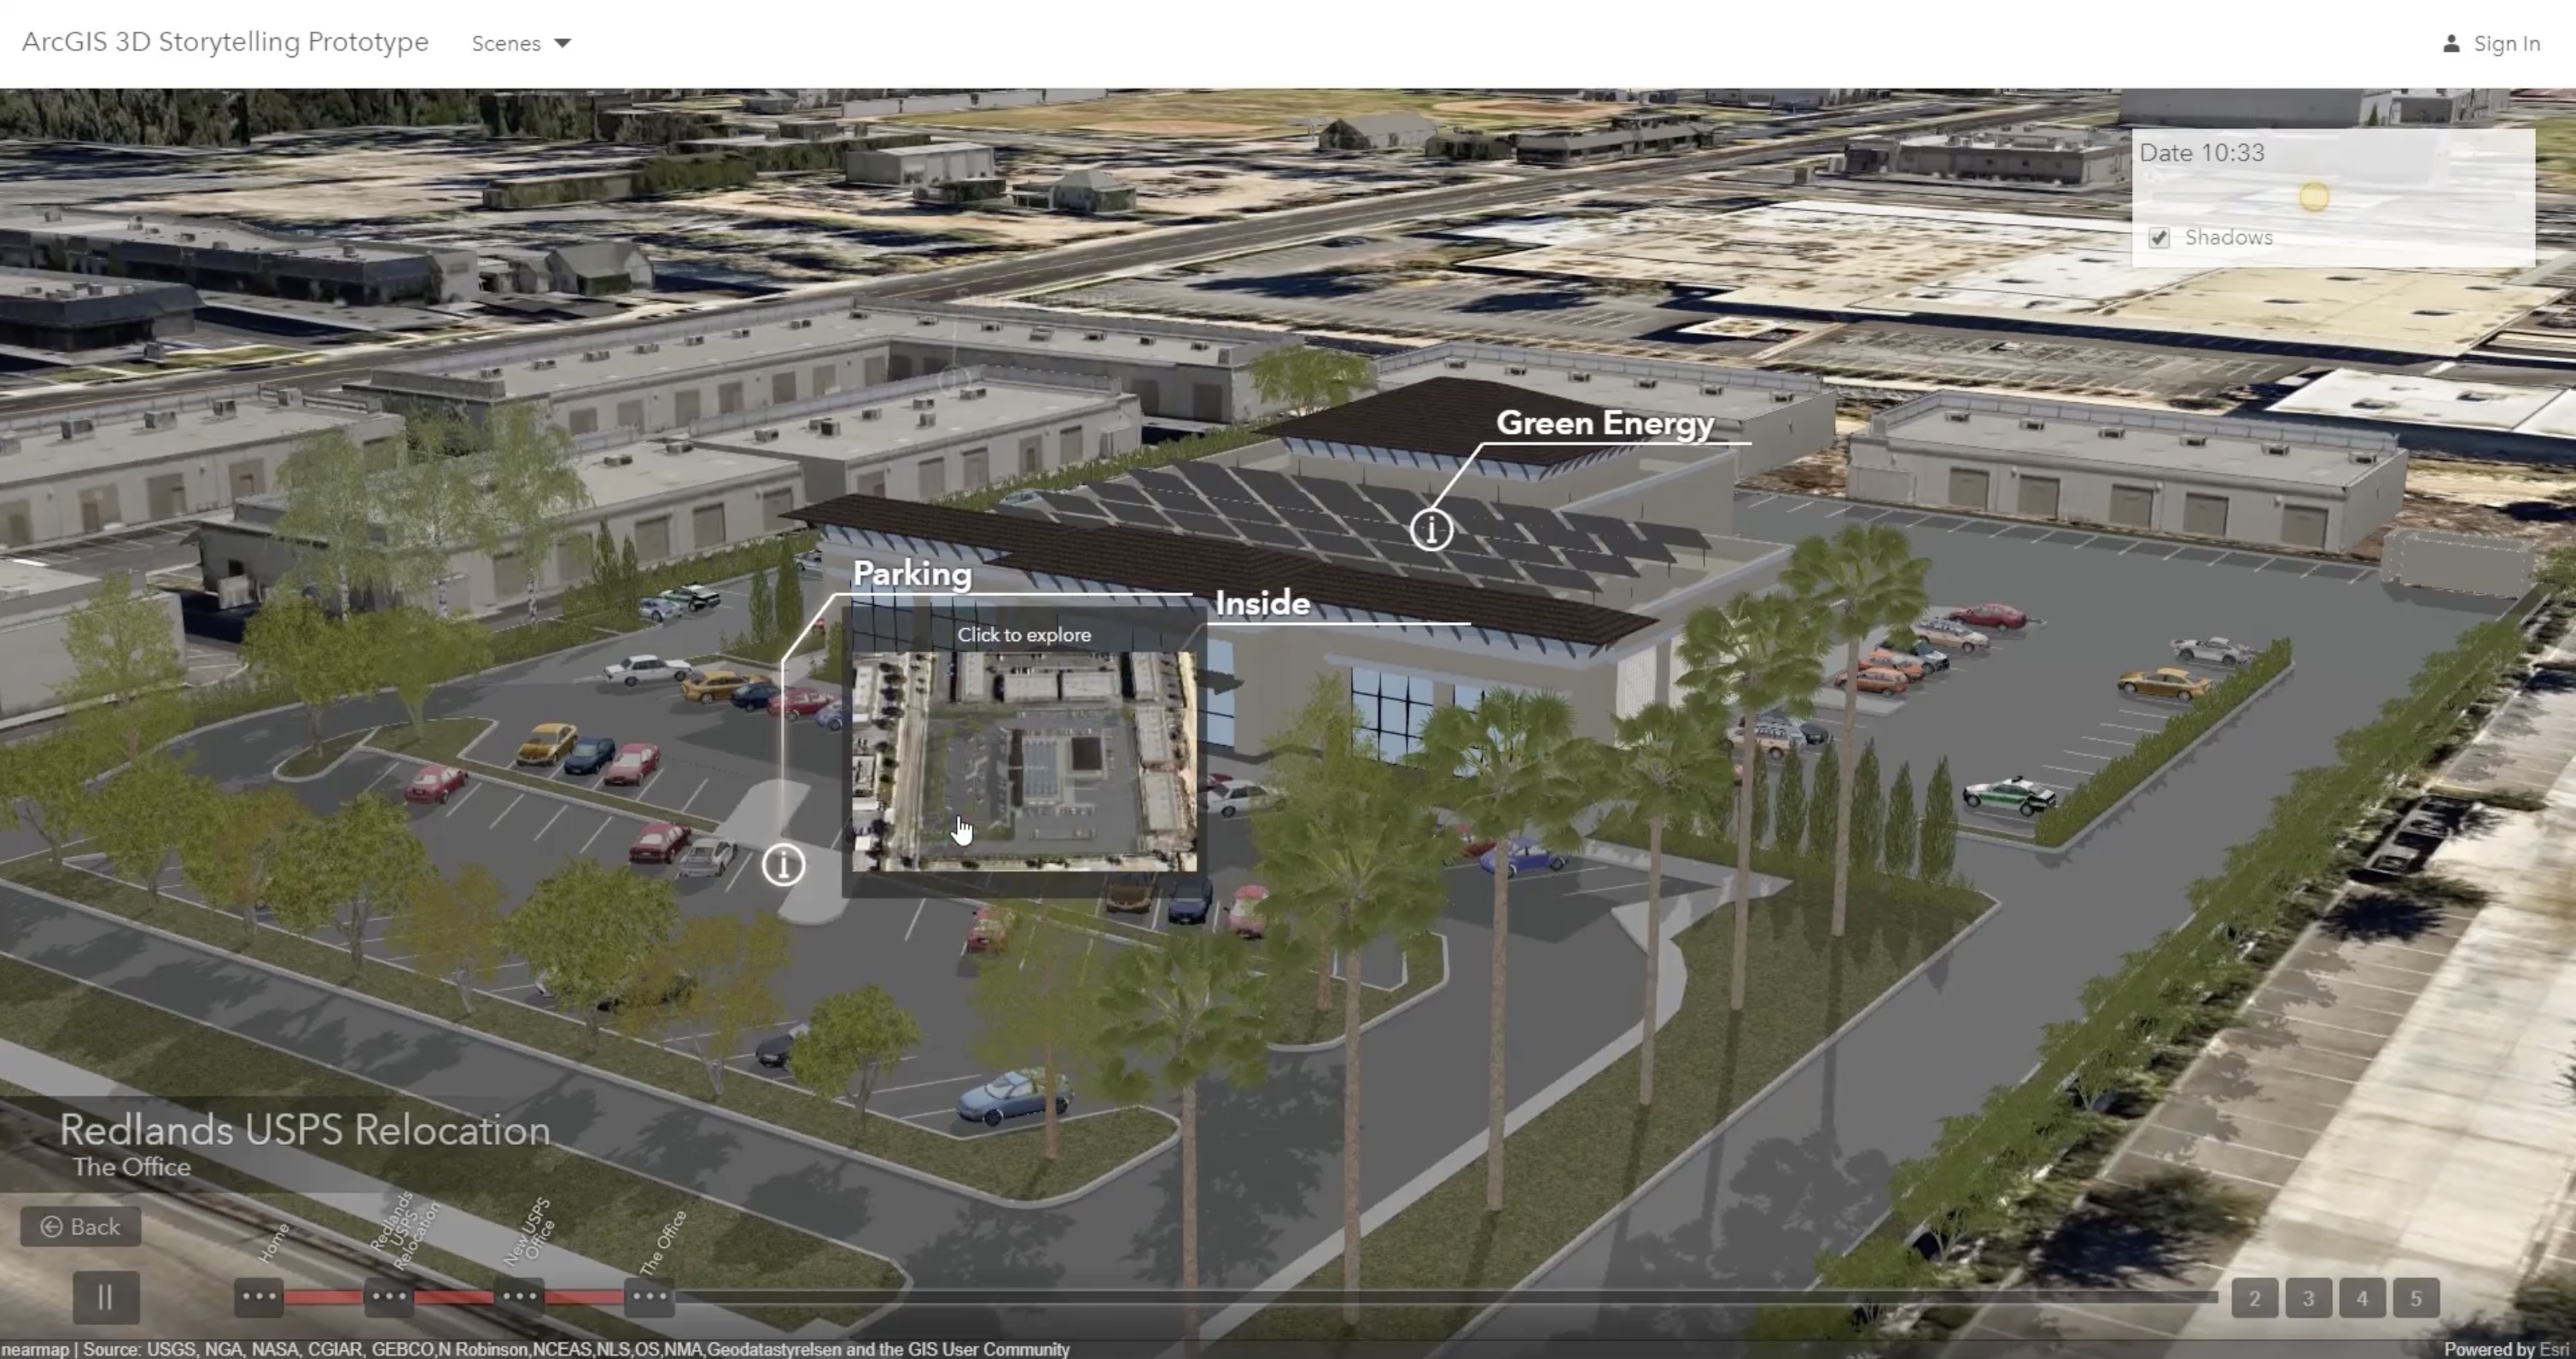 ArcGIS 3D Storytelling Prototype Scenes Sign In
Date 10:33
Shadows
Green Energy
Parking
Inside
Click to explore
Redlands USPS Relocation
The Office
Back
Home
Redlands
USPS
Relocation
New USPS
Office
The Office
2 3 4 5
nearmap | Source: USGS, NGA, NASA, CGIAR, GEBCO,N Robinson,NCEAS,NLS,OS,NMA,Geodatastyrelsen and the GIS User Community
Powered by Esri